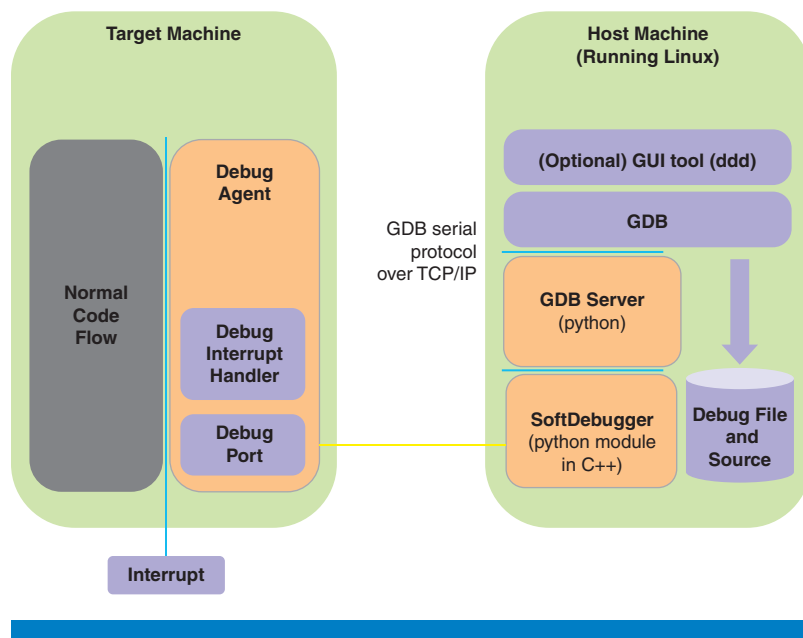 Target Machine
Normal
Code
Flow
Debug
Agent
Debug
Interrupt
Handler
Debug
Port
Interrupt
GDB serial
protocol
over TCP/IP
Host Machine
(Running Linux)
(Optional) GUI tool (ddd)
GDB
GDB Server
(python)
SoftDebugger
(python module
in C++)
Debug File
and
Source